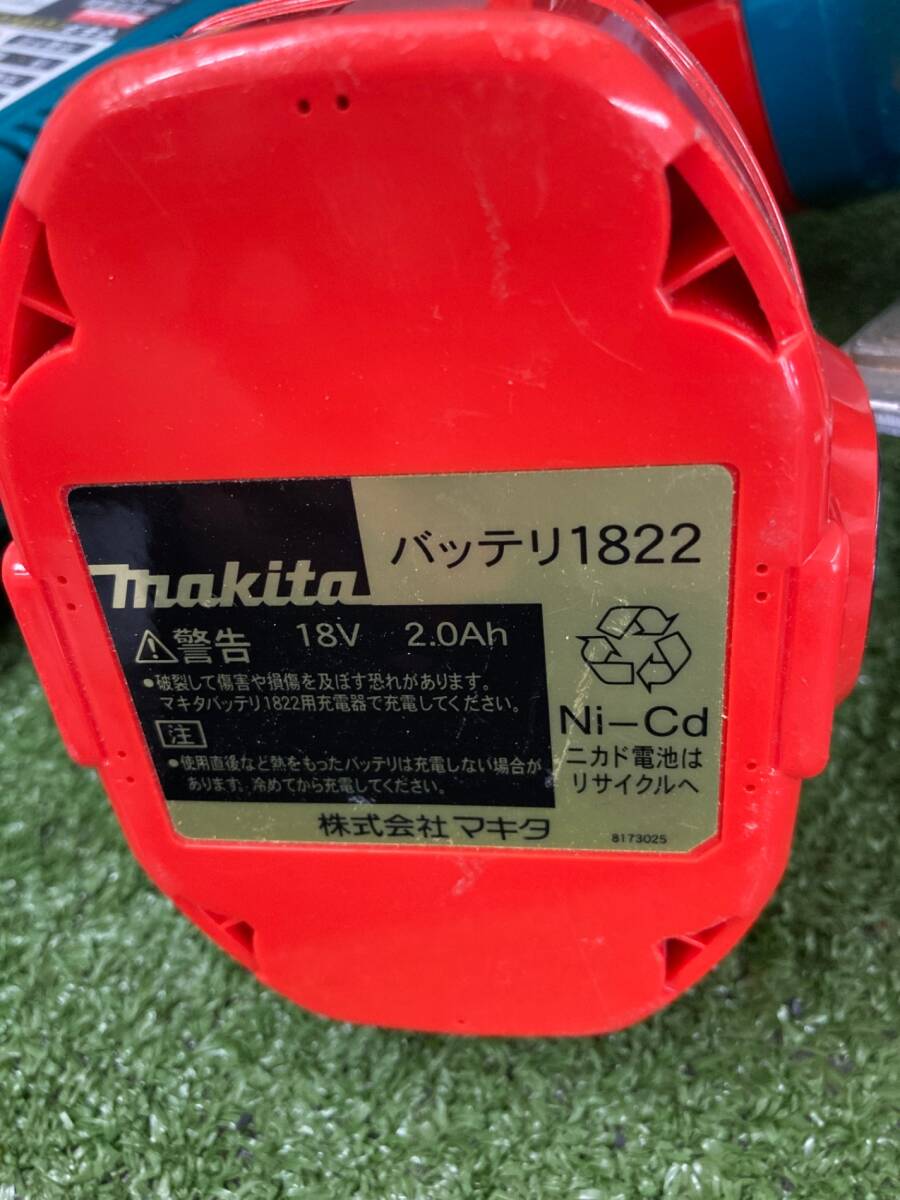 makita
バッテリ1822
⚠警告 18V 2.0Ah
•破裂して傷害や損傷を及ぼす恐れがあります。
マキタバッテリ1822用充電器で充電してください。
注
•使用直後など熱をもったバッテリは充電しない場合が
あります。冷めてから充電してください。
Ni-Cd
ニカド電池は
リサイクルへ
株式会社マキタ
8173025